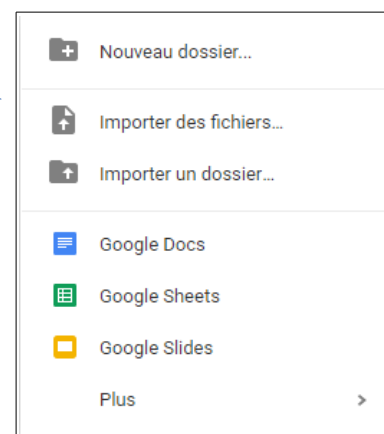 Nouveau dossier...
Importer des fichiers...
Importer un dossier...
Google Docs
Google Sheets
Google Slides
Plus